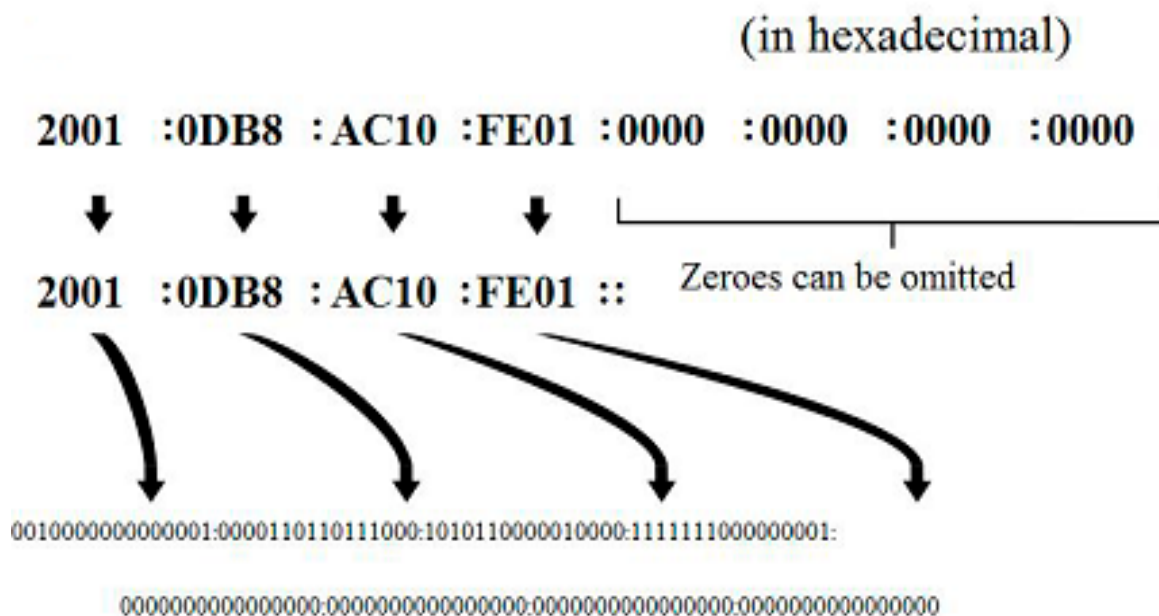 (in hexadecimal)
2001 :0DB8 :AC10 :FE01 :0000 :0000 :0000 :0000
2001 :0DB8 :AC10 :FE01 ::
Zeroes can be omitted
0010000000000001:0000110110111000:1010110000010000:1111111000000001:
0000000000000000:0000000000000000:0000000000000000:0000000000000000